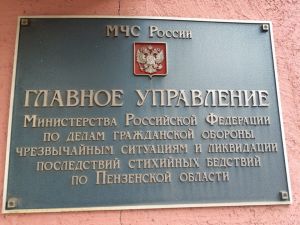 МЧС России
ГЛАВНОЕ УПРАВЛЕНИЕ
Министерства Российской Федерации
по делам гражданской обороны,
чрезвычайным ситуациям и ликвидации
последствий стихийных бедствий
по Пензенской области